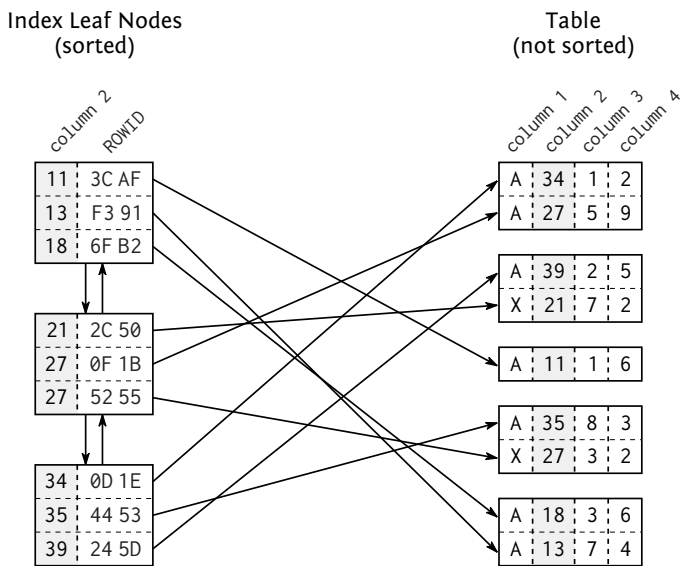 Index Leaf Nodes
(sorted)
column 2
ROWID
11 3C AF
13 F3 91
18 6F B2
21 2C 50
27 0F 1B
27 52 55
34 0D 1E
35 44 53
39 24 5D
Table
(not sorted)
column 1
column 2
column 3
column 4
A 34 1 2
A 27 5 9
A 39 2 5
X 21 7 2
A 11 1 6
A 35 8 3
X 27 3 2
A 18 3 6
A 13 7 4